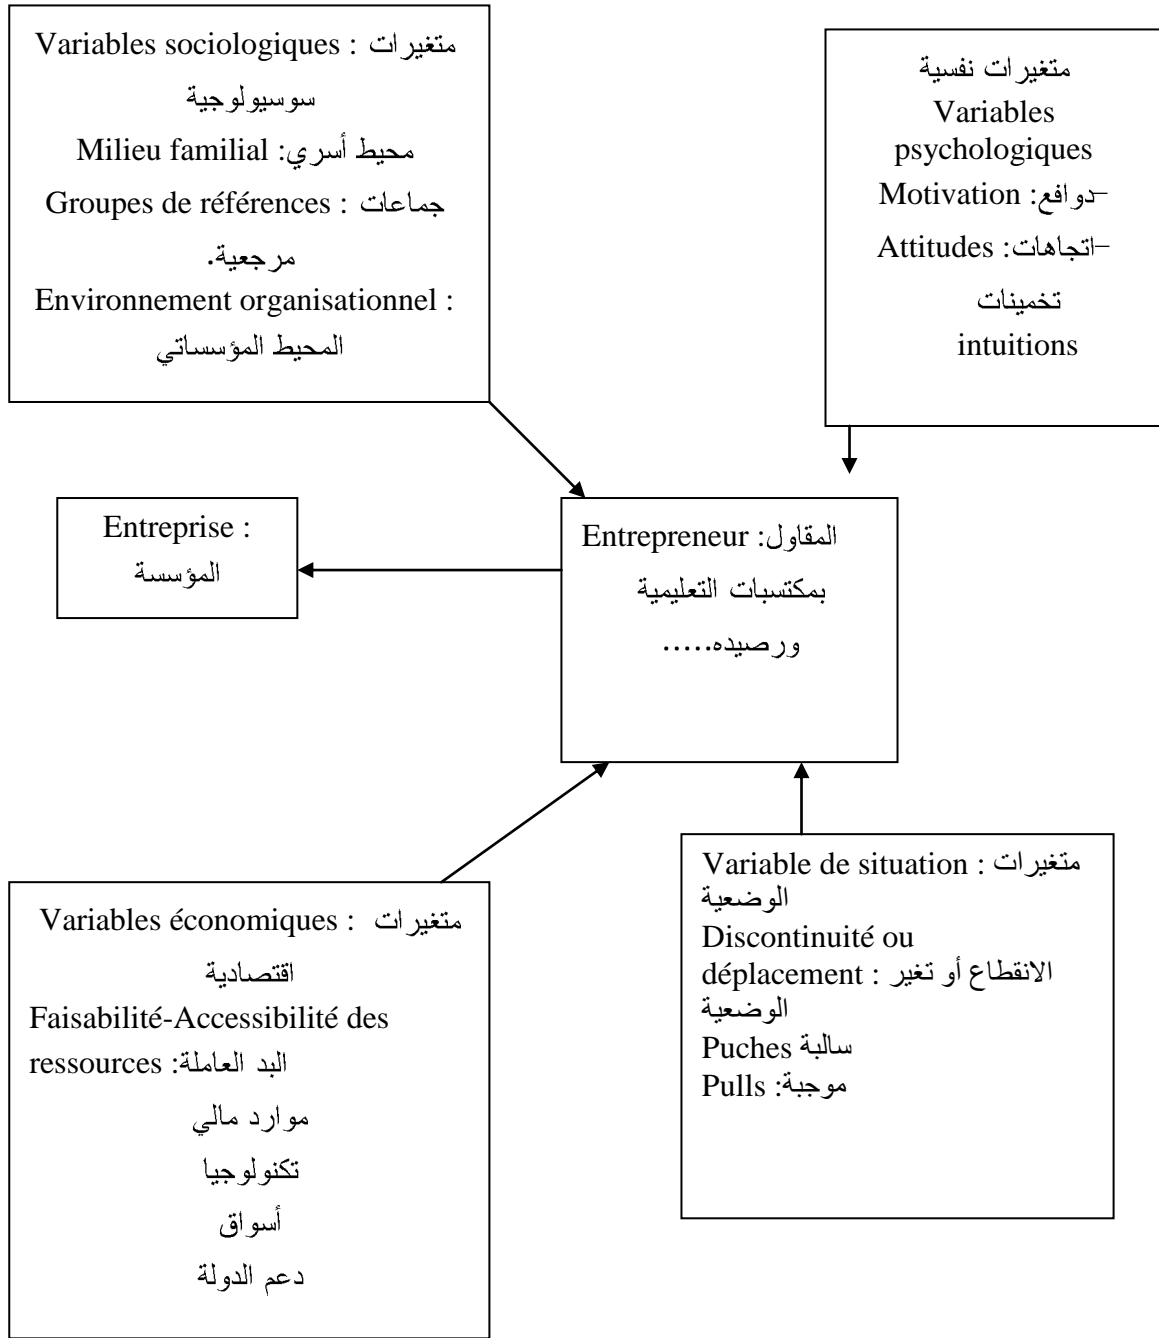 Variables sociologiques : متغيرات
سوسيولوجية
Milieu familial :محيط أسري
Groupes de références : جماعات
مرجعية.
Environnement organisationnel :
المحيط المؤسساتي
متغيرات نفسية
Variables
psychologiques
Motivation :دوافع–
Attitudes :اتجاهات–
تخمينات
intuitions
Entreprise :
المؤسسة
Entrepreneur :المقاول
بمكتسبات التعليمية
ورصيده.....
Variables économiques : متغيرات
اقتصادية
Faisabilité-Accessibilité des
ressources :البد العاملة
موارد مالي
تكنولوجيا
أسواق
دعم الدولة
Variable de situation : متغيرات
الوضعية
Discontinuité ou
déplacement : الانقطاع أو تغير
الوضعية
Puches سالبة
Pulls :موجبة